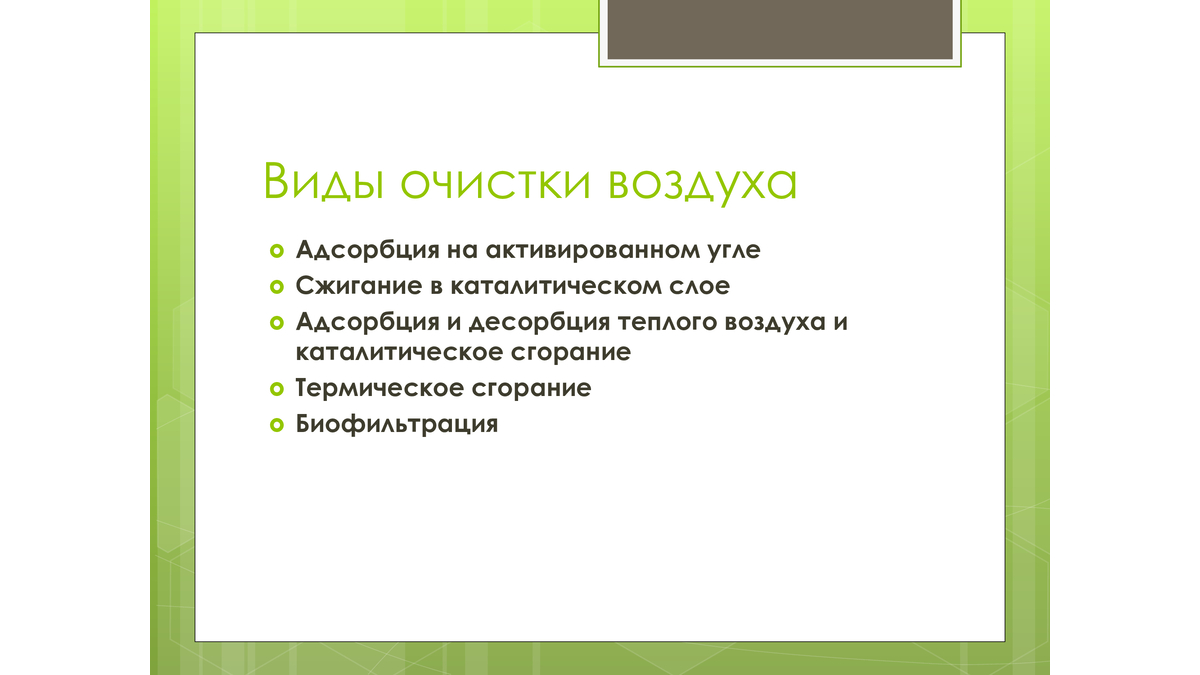 Виды очистки воздуха
Адсорбция на активированном угле
Сжигание в каталитическом слое
Адсорбция и десорбция теплого воздуха и
каталитическое сгорание
Термическое сгорание
Биофильтрация